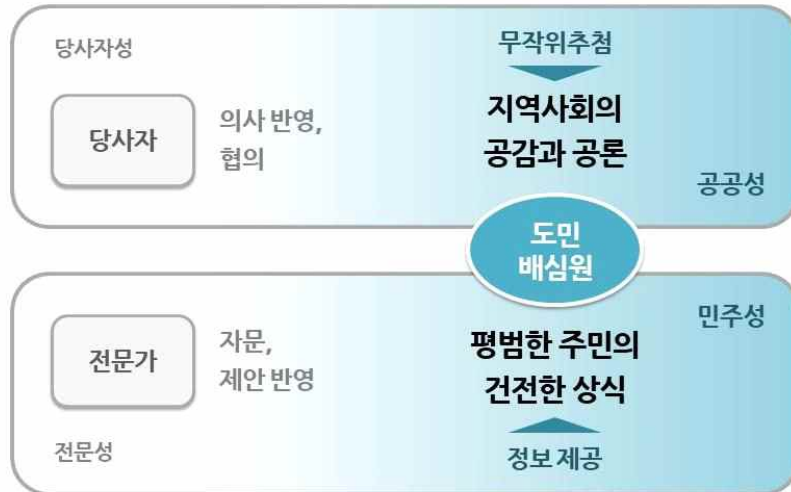 당사자성
당사자
의사 반영,
협의
무작위추첨
지역사회의
공감과 공론
공공성
도민
배심원
전문가
자문,
제안 반영
전문성
민주성
평범한 주민의
건전한 상식
정보 제공